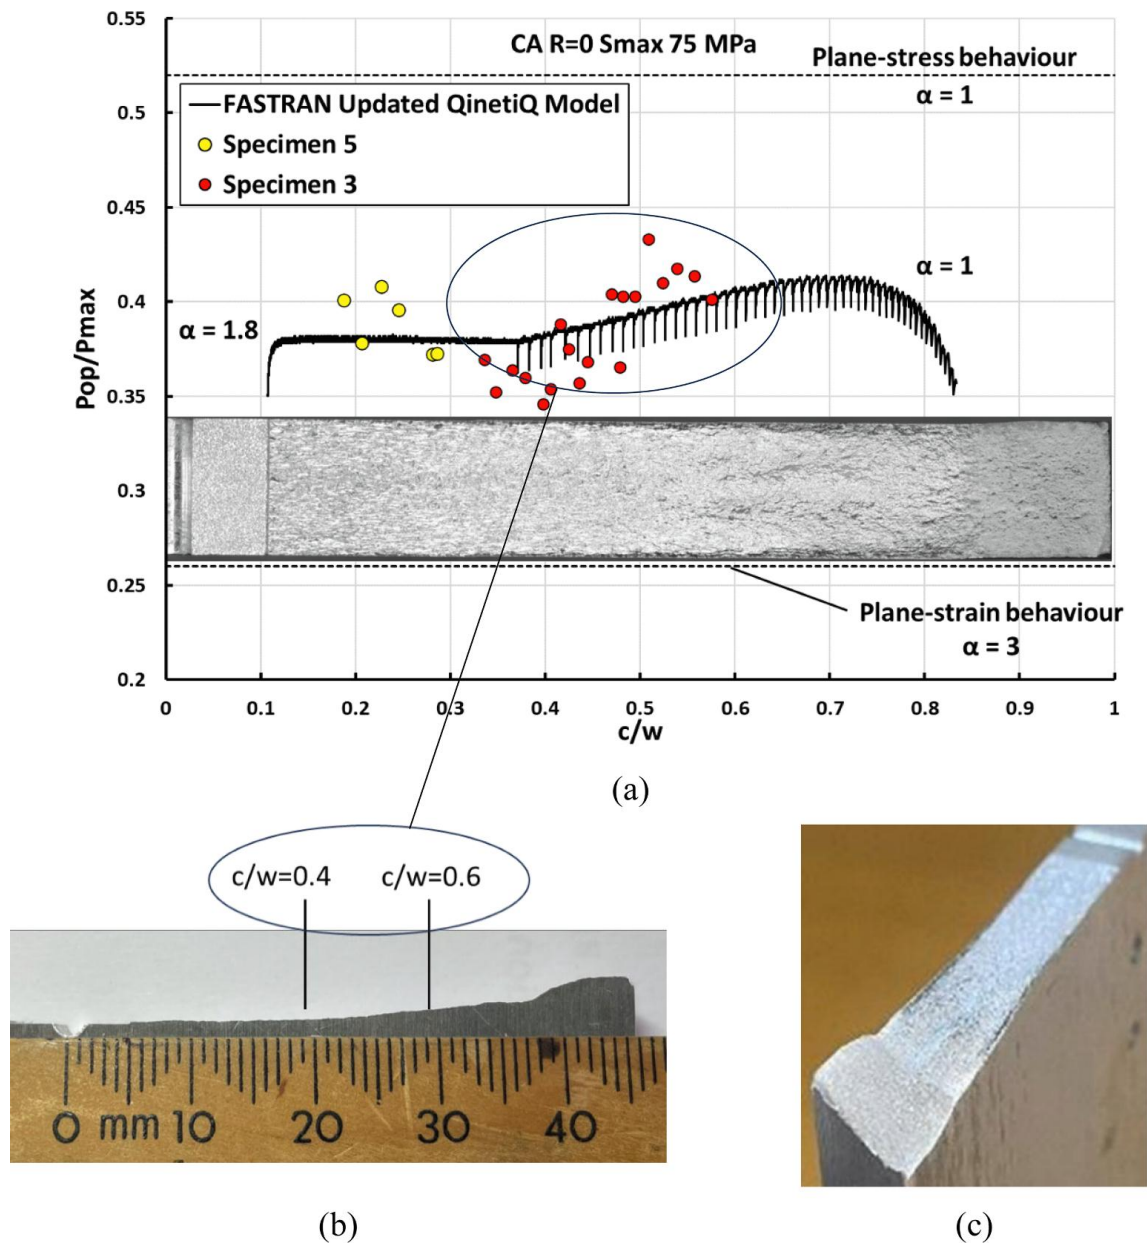 CA R=0 Smax 75 MPa
Plane-stress behaviour
α = 1
FASTRAN Updated QinetiQ Model
Specimen 5
Specimen 3
α = 1.8
α = 1
Plane-strain behaviour
α = 3
Pop/Pmax
0.55
0.5
0.45
0.4
0.35
0.3
0.25
0.2
0 0.1 0.2 0.3 0.4 0.5 0.6 0.7 0.8 0.9 1
c/w
(a)
c/w=0.4 c/w=0.6
0 mm 10 20 30 40
(b)
(c)